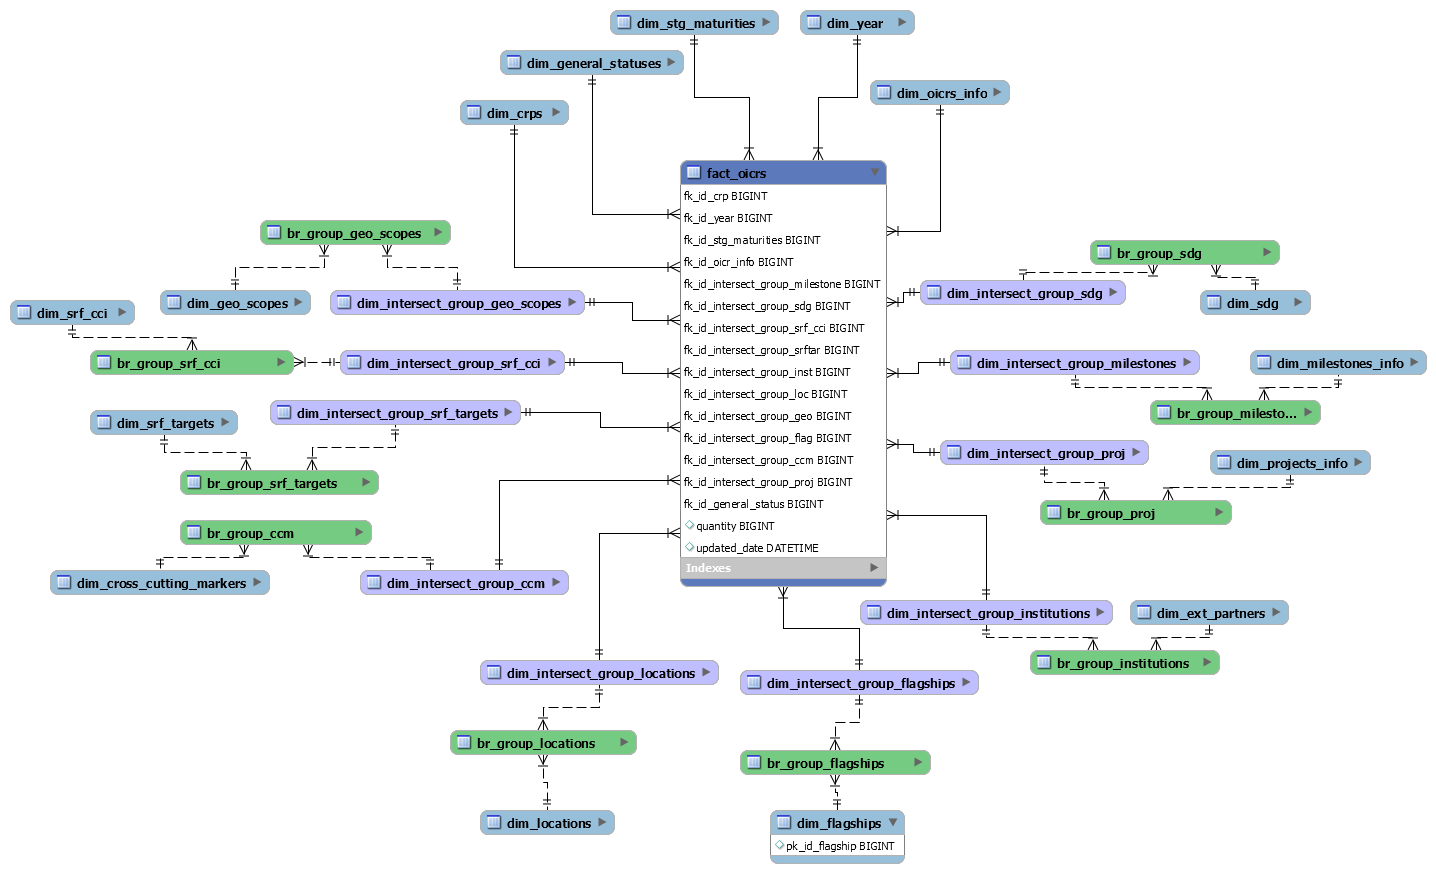 dim_stg_maturities
dim_year
dim_general_statuses
dim_oicrs_info
dim_crps
fact_oicrs
fk_id_crp BIGINT
fk_id_year BIGINT
fk_id_stg_maturities BIGINT
fk_id_oicr_info BIGINT
fk_id_intersect_group_milestone BIGINT
fk_id_intersect_group_sdg BIGINT
fk_id_intersect_group_srf_cci BIGINT
fk_id_intersect_group_srftar BIGINT
fk_id_intersect_group_inst BIGINT
fk_id_intersect_group_loc BIGINT
fk_id_intersect_group_geo BIGINT
fk_id_intersect_group_flag BIGINT
fk_id_intersect_group_ccm BIGINT
fk_id_intersect_group_proj BIGINT
fk_id_general_status BIGINT
quantity BIGINT
updated_date DATETIME
Indexes
br_group_geo_scopes
dim_geo_scopes
dim_intersect_group_geo_scopes
dim_srf_cci
br_group_srf_cci
dim_intersect_group_srf_cci
dim_intersect_group_srf_targets
dim_srf_targets
br_group_srf_targets
br_group_ccm
dim_cross_cutting_markers
dim_intersect_group_ccm
br_group_sdg
dim_intersect_group_sdg
dim_sdg
dim_intersect_group_milestones
dim_milestones_info
br_group_milesto...
dim_intersect_group_proj
dim_projects_info
br_group_proj
dim_intersect_group_institutions
dim_ext_partners
br_group_institutions
dim_intersect_group_locations
br_group_locations
dim_locations
dim_intersect_group_flagships
br_group_flagships
dim_flagships
pk_id_flagship BIGINT